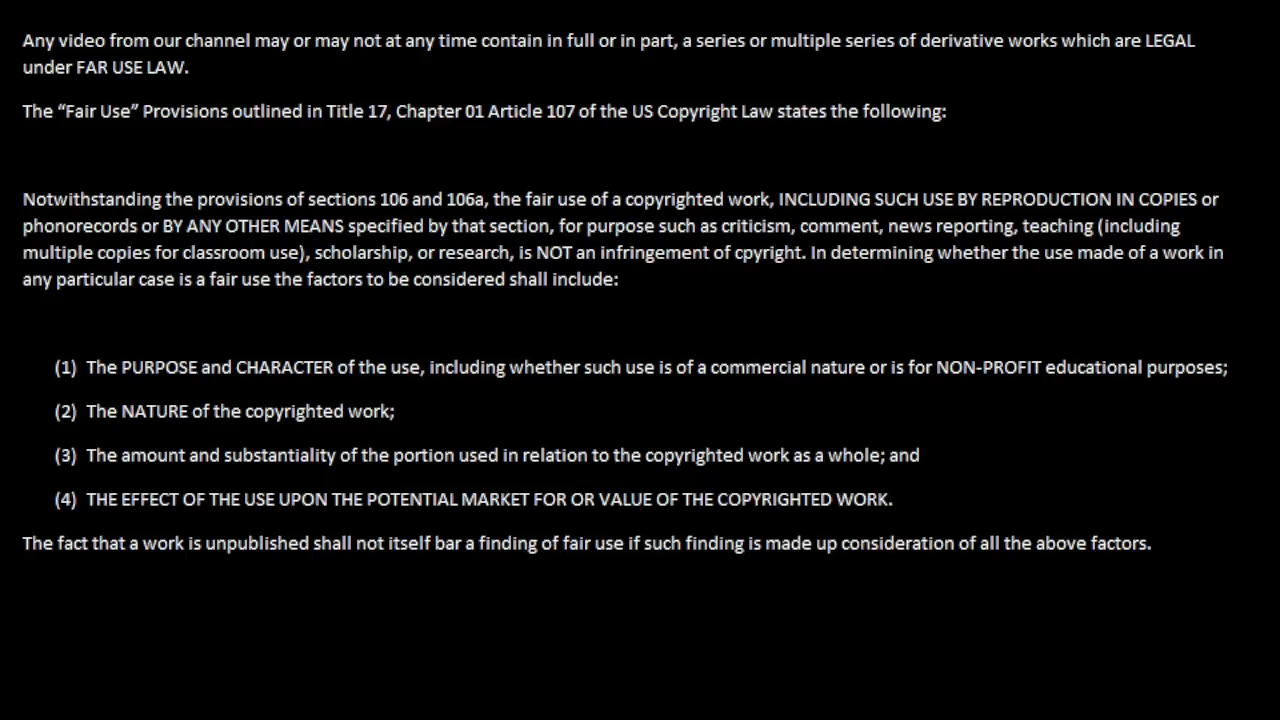 Any video from our channel may or may not at any time contain in full or in part, a series or multiple series of derivative works which are LEGAL
under FAR USE LAW.
The “Fair Use” Provisions outlined in Title 17, Chapter 01 Article 107 of the US Copyright Law states the following:
Notwithstanding the provisions of sections 106 and 106a, the fair use of a copyrighted work, INCLUDING SUCH USE BY REPRODUCTION IN COPIES or
phonorecords or BY ANY OTHER MEANS specified by that section, for purpose such as criticism, comment, news reporting, teaching (including
multiple copies for classroom use), scholarship, or research, is NOT an infringement of cpyright. In determining whether the use made of a work in
any particular case is a fair use the factors to be considered shall include:
(1) The PURPOSE and CHARACTER of the use, including whether such use is of a commercial nature or is for NON-PROFIT educational purposes;
(2) The NATURE of the copyrighted work;
(3) The amount and substantiality of the portion used in relation to the copyrighted work as a whole; and
(4) THE EFFECT OF THE USE UPON THE POTENTIAL MARKET FOR OR VALUE OF THE COPYRIGHTED WORK.
The fact that a work is unpublished shall not itself bar a finding of fair use if such finding is made up consideration of all the above factors.